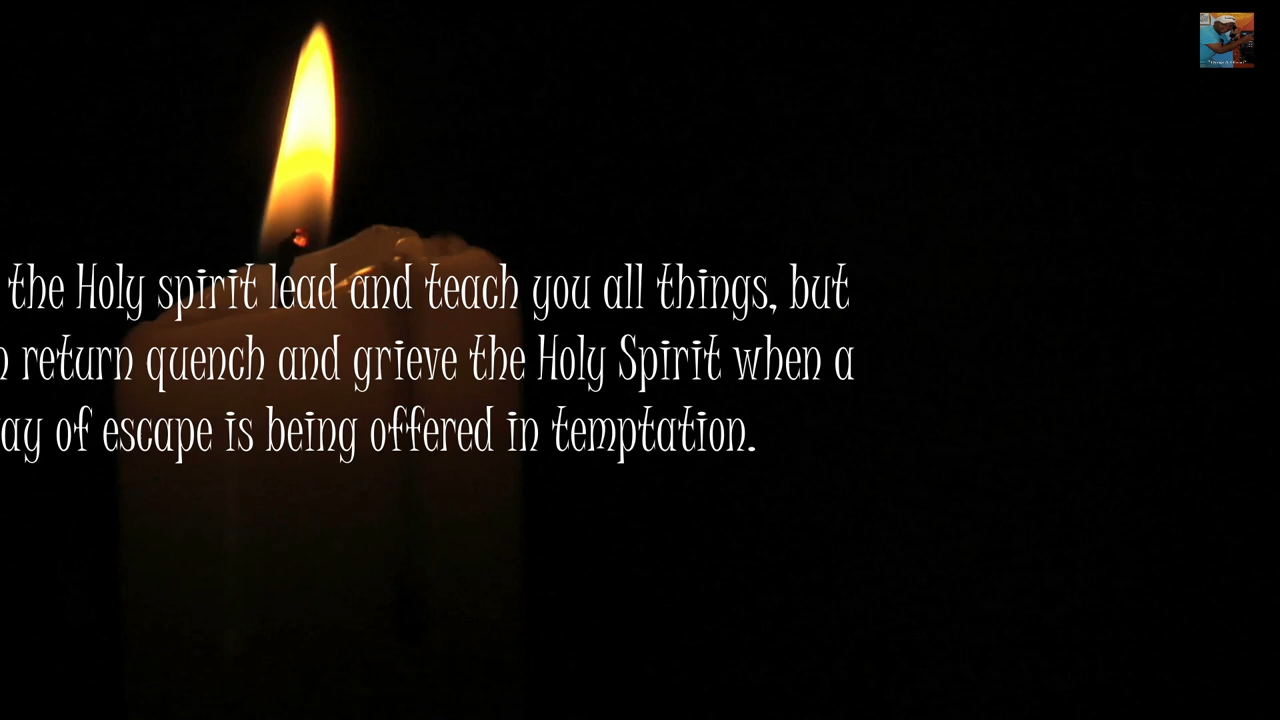 the Holy spirit lead and teach you all things, but
return quench and grieve the Holy Spirit when a
of escape is being offered in temptation.